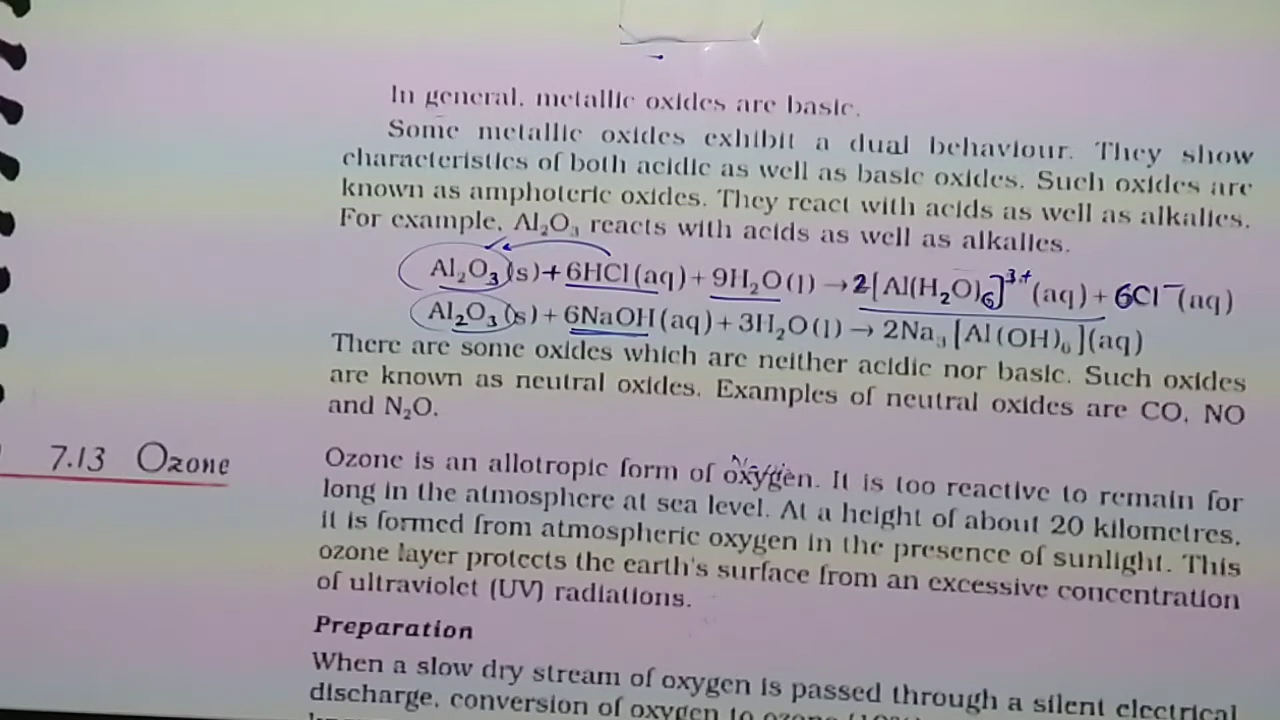 In general, metallic oxides are basic.
Some metallic oxides exhibit a dual behaviour. They show
characteristics of both acidic as well as basic oxides. Such oxides are
known as amphoteric oxides. They react with acids as well as alkalies.
For example, Al₂O₃ reacts with acids as well as alkalies.
Al₂O₃(s)+6HCl(aq)+9H₂O(l)→2[Al(H₂O)₆]³⁺(aq)+6Cl⁻(aq)
Al₂O₃(s)+6NaOH(aq)+3H₂O(l)→2Na₃[Al(OH)₆](aq)
There are some oxides which are neither acidic nor basic. Such oxides
are known as neutral oxides. Examples of neutral oxides are CO, NO
and N₂O.
7.13 Ozone
Ozone is an allotropic form of oxygen. It is too reactive to remain for
long in the atmosphere at sea level. At a height of about 20 kilometres,
it is formed from atmospheric oxygen in the presence of sunlight. This
ozone layer protects the earth's surface from an excessive concentration
of ultraviolet (UV) radiations.
Preparation
When a slow dry stream of oxygen is passed through a silent electrical
discharge, conversion of oxygen to ozone